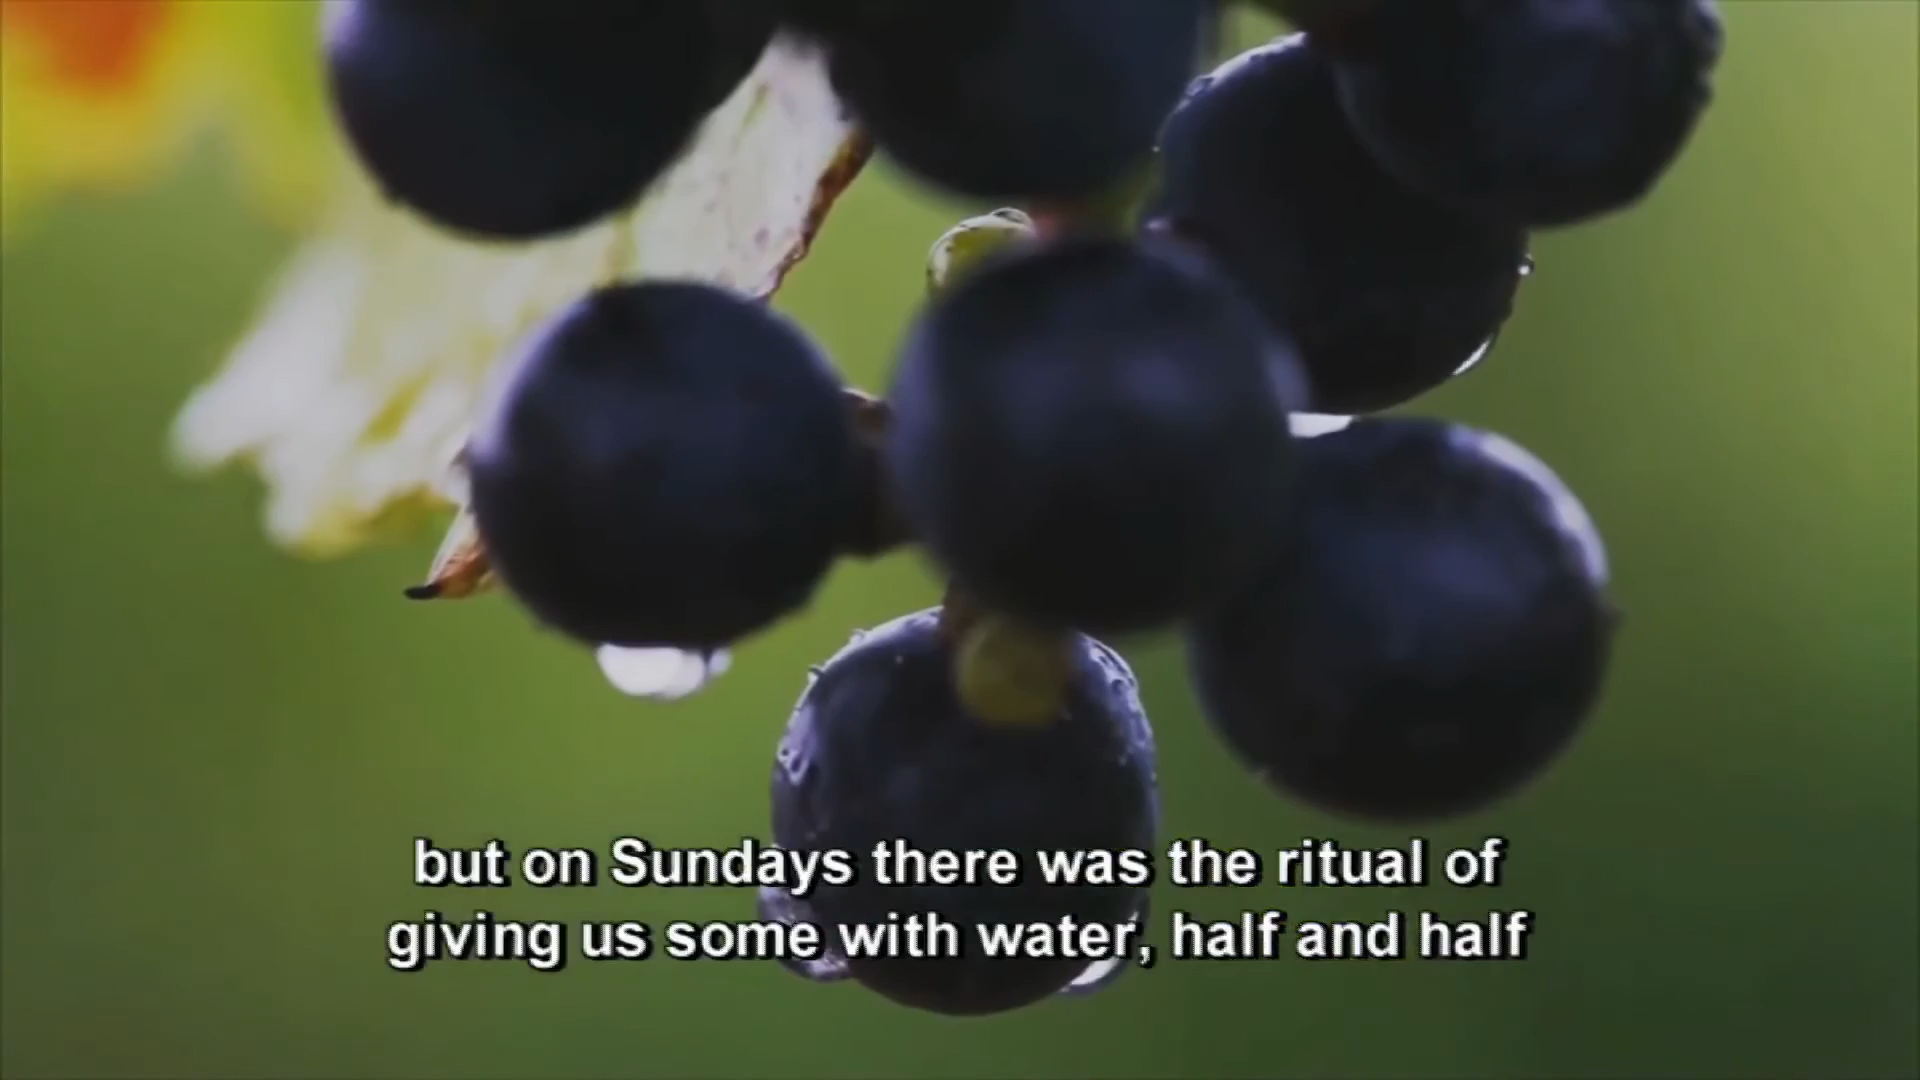 but on Sundays there was the ritual of
giving us some with water, half and half